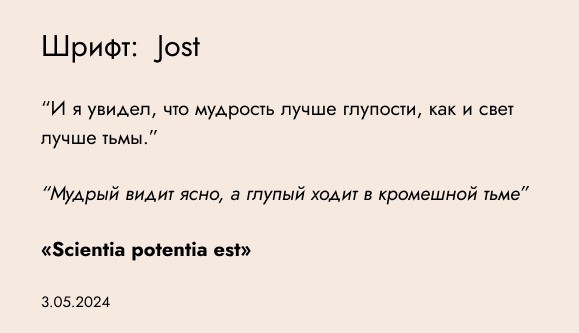 Шрифт: Jost
“И я увидел, что мудрость лучше глупости, как и свет
лучше тьмы.”
“Мудрый видит ясно, а глупый ходит в кромешной тьме”
«Scientia potentia est»
3.05.2024